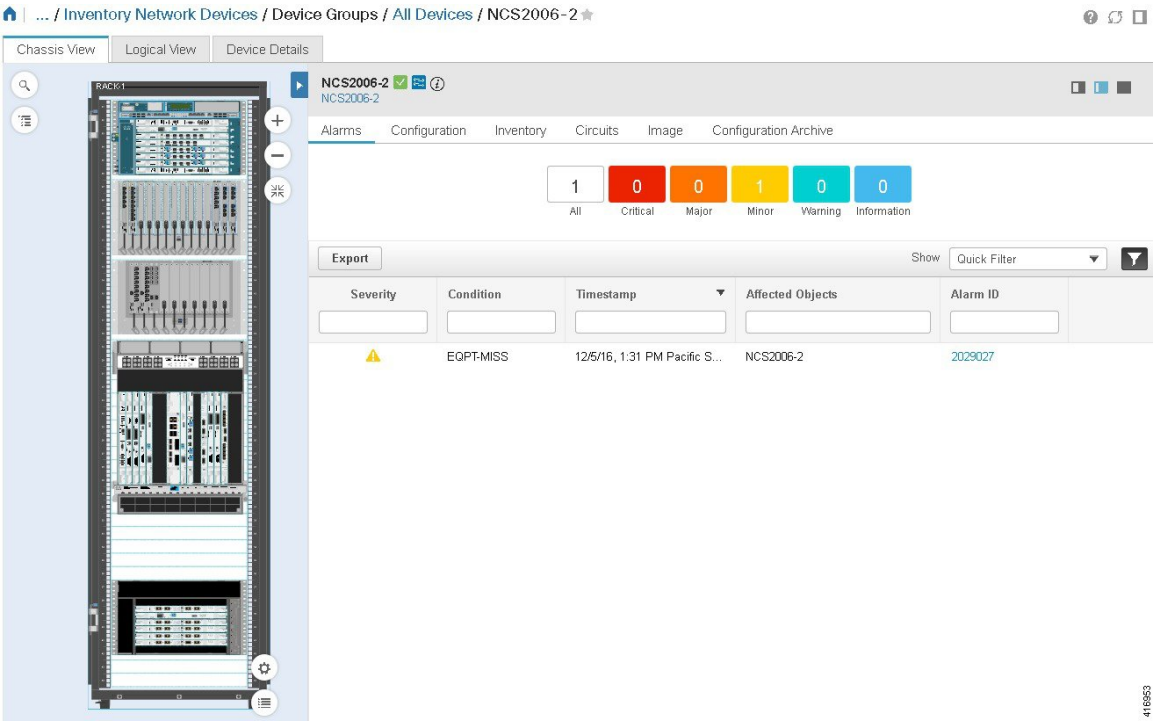 ... / Inventory Network Devices / Device Groups / All Devices / NCS2006-2
Chassis View Logical View Device Details
RACK-1
NCS2006-2
NCS2006-2
Alarms Configuration Inventory Circuits Image Configuration Archive
1 0 0 1 0 0
All Critical Major Minor Warning Information
Export Show Quick Filter
Severity Condition Timestamp Affected Objects Alarm ID
EQPT-MISS 12/5/16, 1:31 PM Pacific S... NCS2006-2 2029027
416953